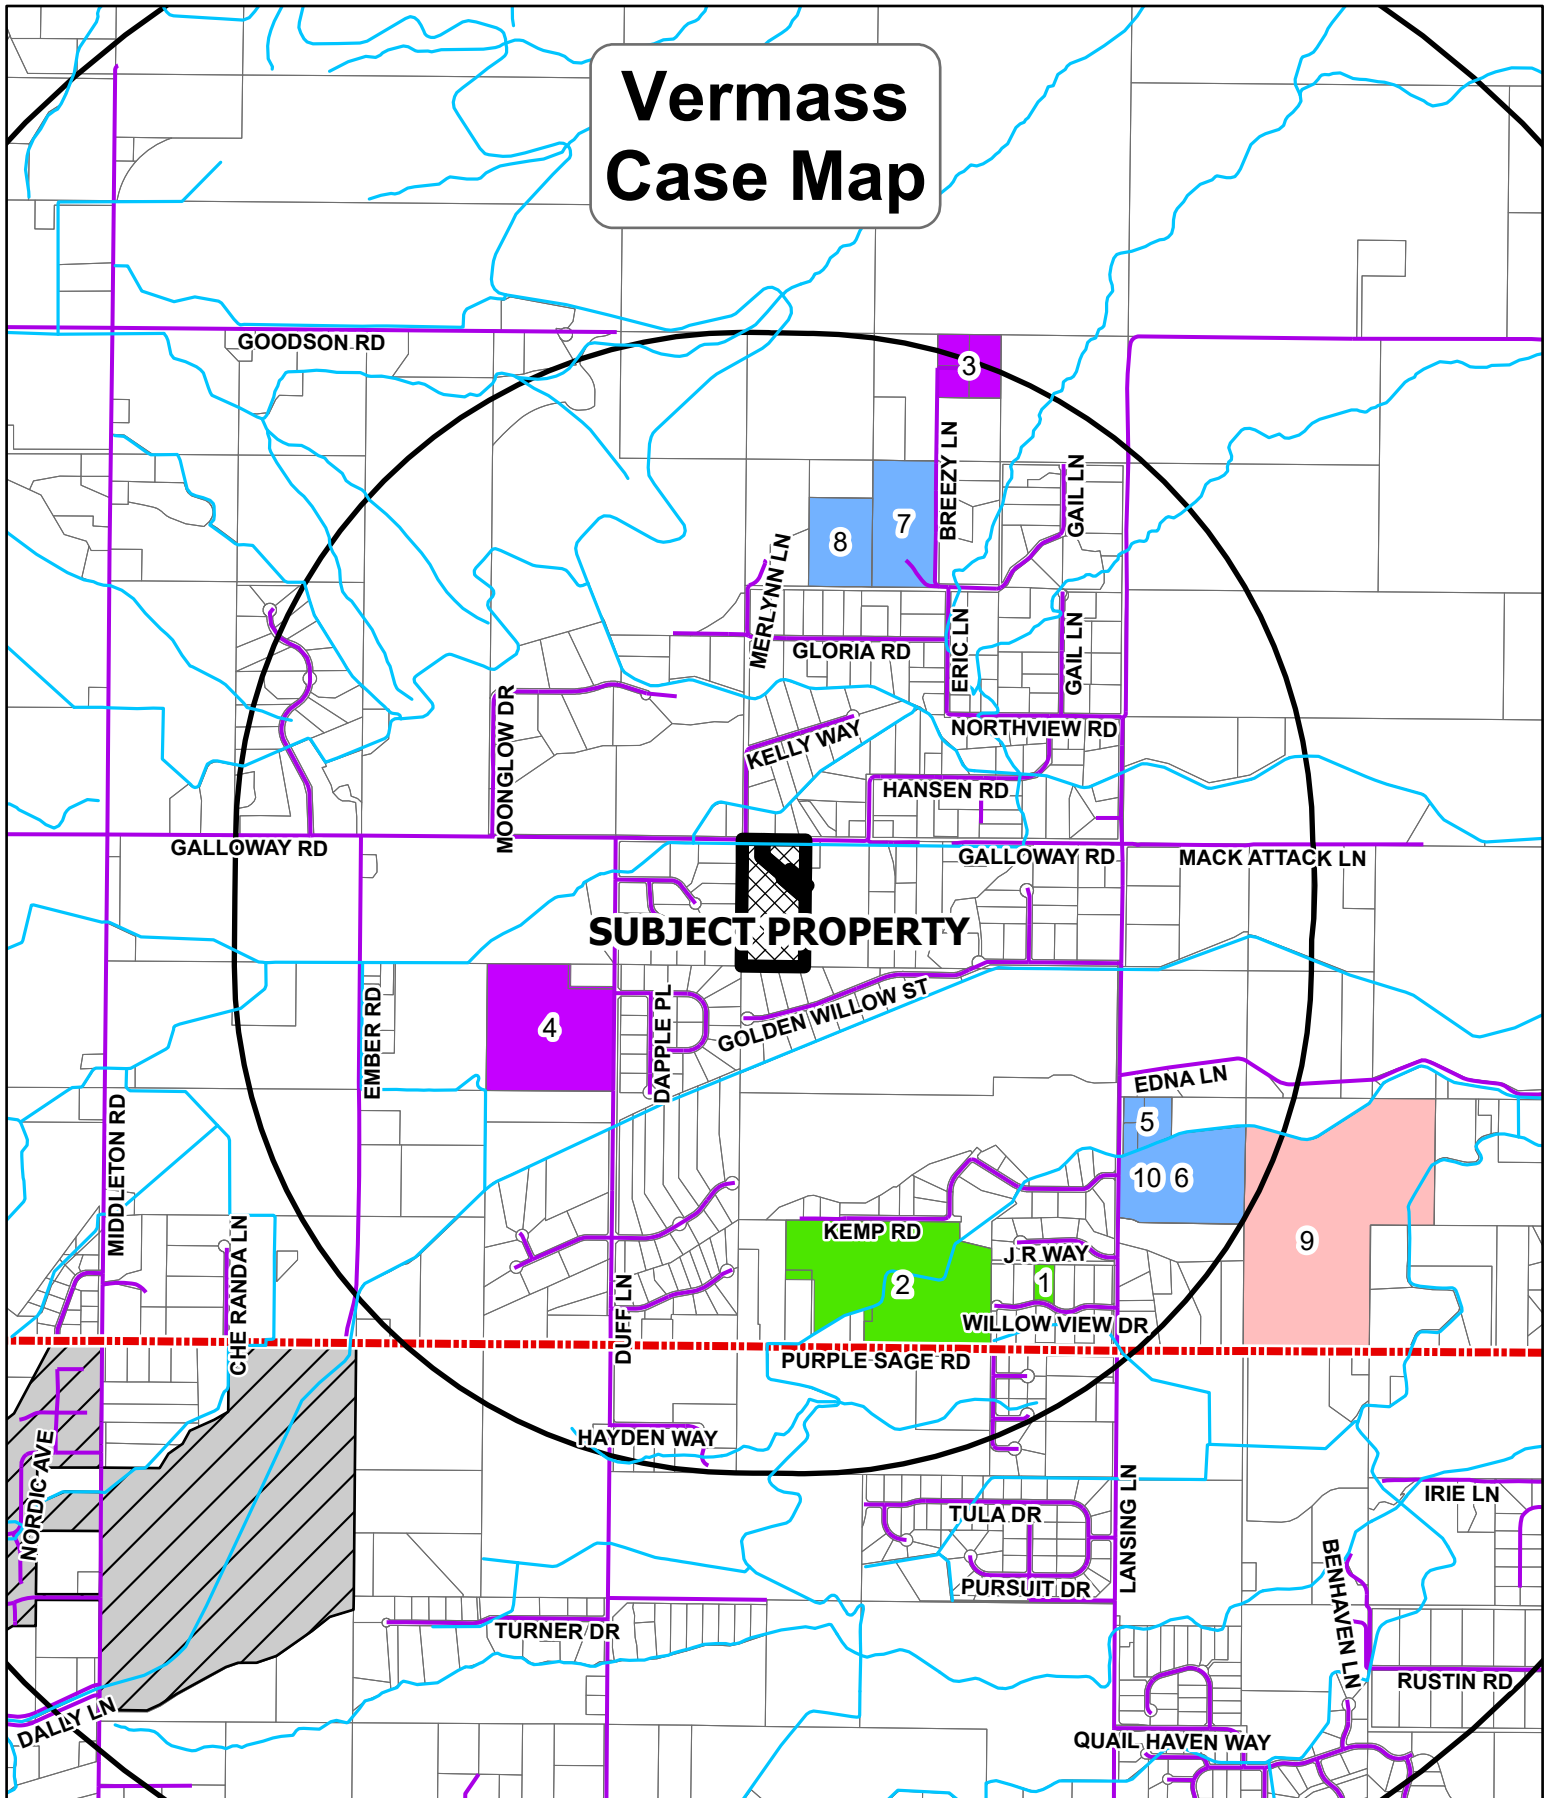 Vermass
Case Map
GOODSON RD
3
BREEZY LN
GAIL LN
7
8
MERLYNN LN
GLORIA RD
ERIC LN
GAIL LN
MOONGLOW DR
KELLY WAY
NORTHVIEW RD
HANSEN RD
GALLOWAY RD
GALLOWAY RD
MACK ATTACK LN
SUBJECT PROPERTY
EMBER RD
4
DAPPLE PL
GOLDEN WILLOW ST
EDNA LN
MIDDLETON RD
5
10 6
KEMP RD
CHE RANDA LN
J R WAY
9
2
1
DUFF LN
WILLOW VIEW DR
PURPLE SAGE RD
HAYDEN WAY
NORDIC AVE
LANSING LN
IRIE LN
TULA DR
BENHAVEN LN
PURSUIT DR
TURNER DR
RUSTIN RD
DALLY LN
QUAIL HAVEN WAY